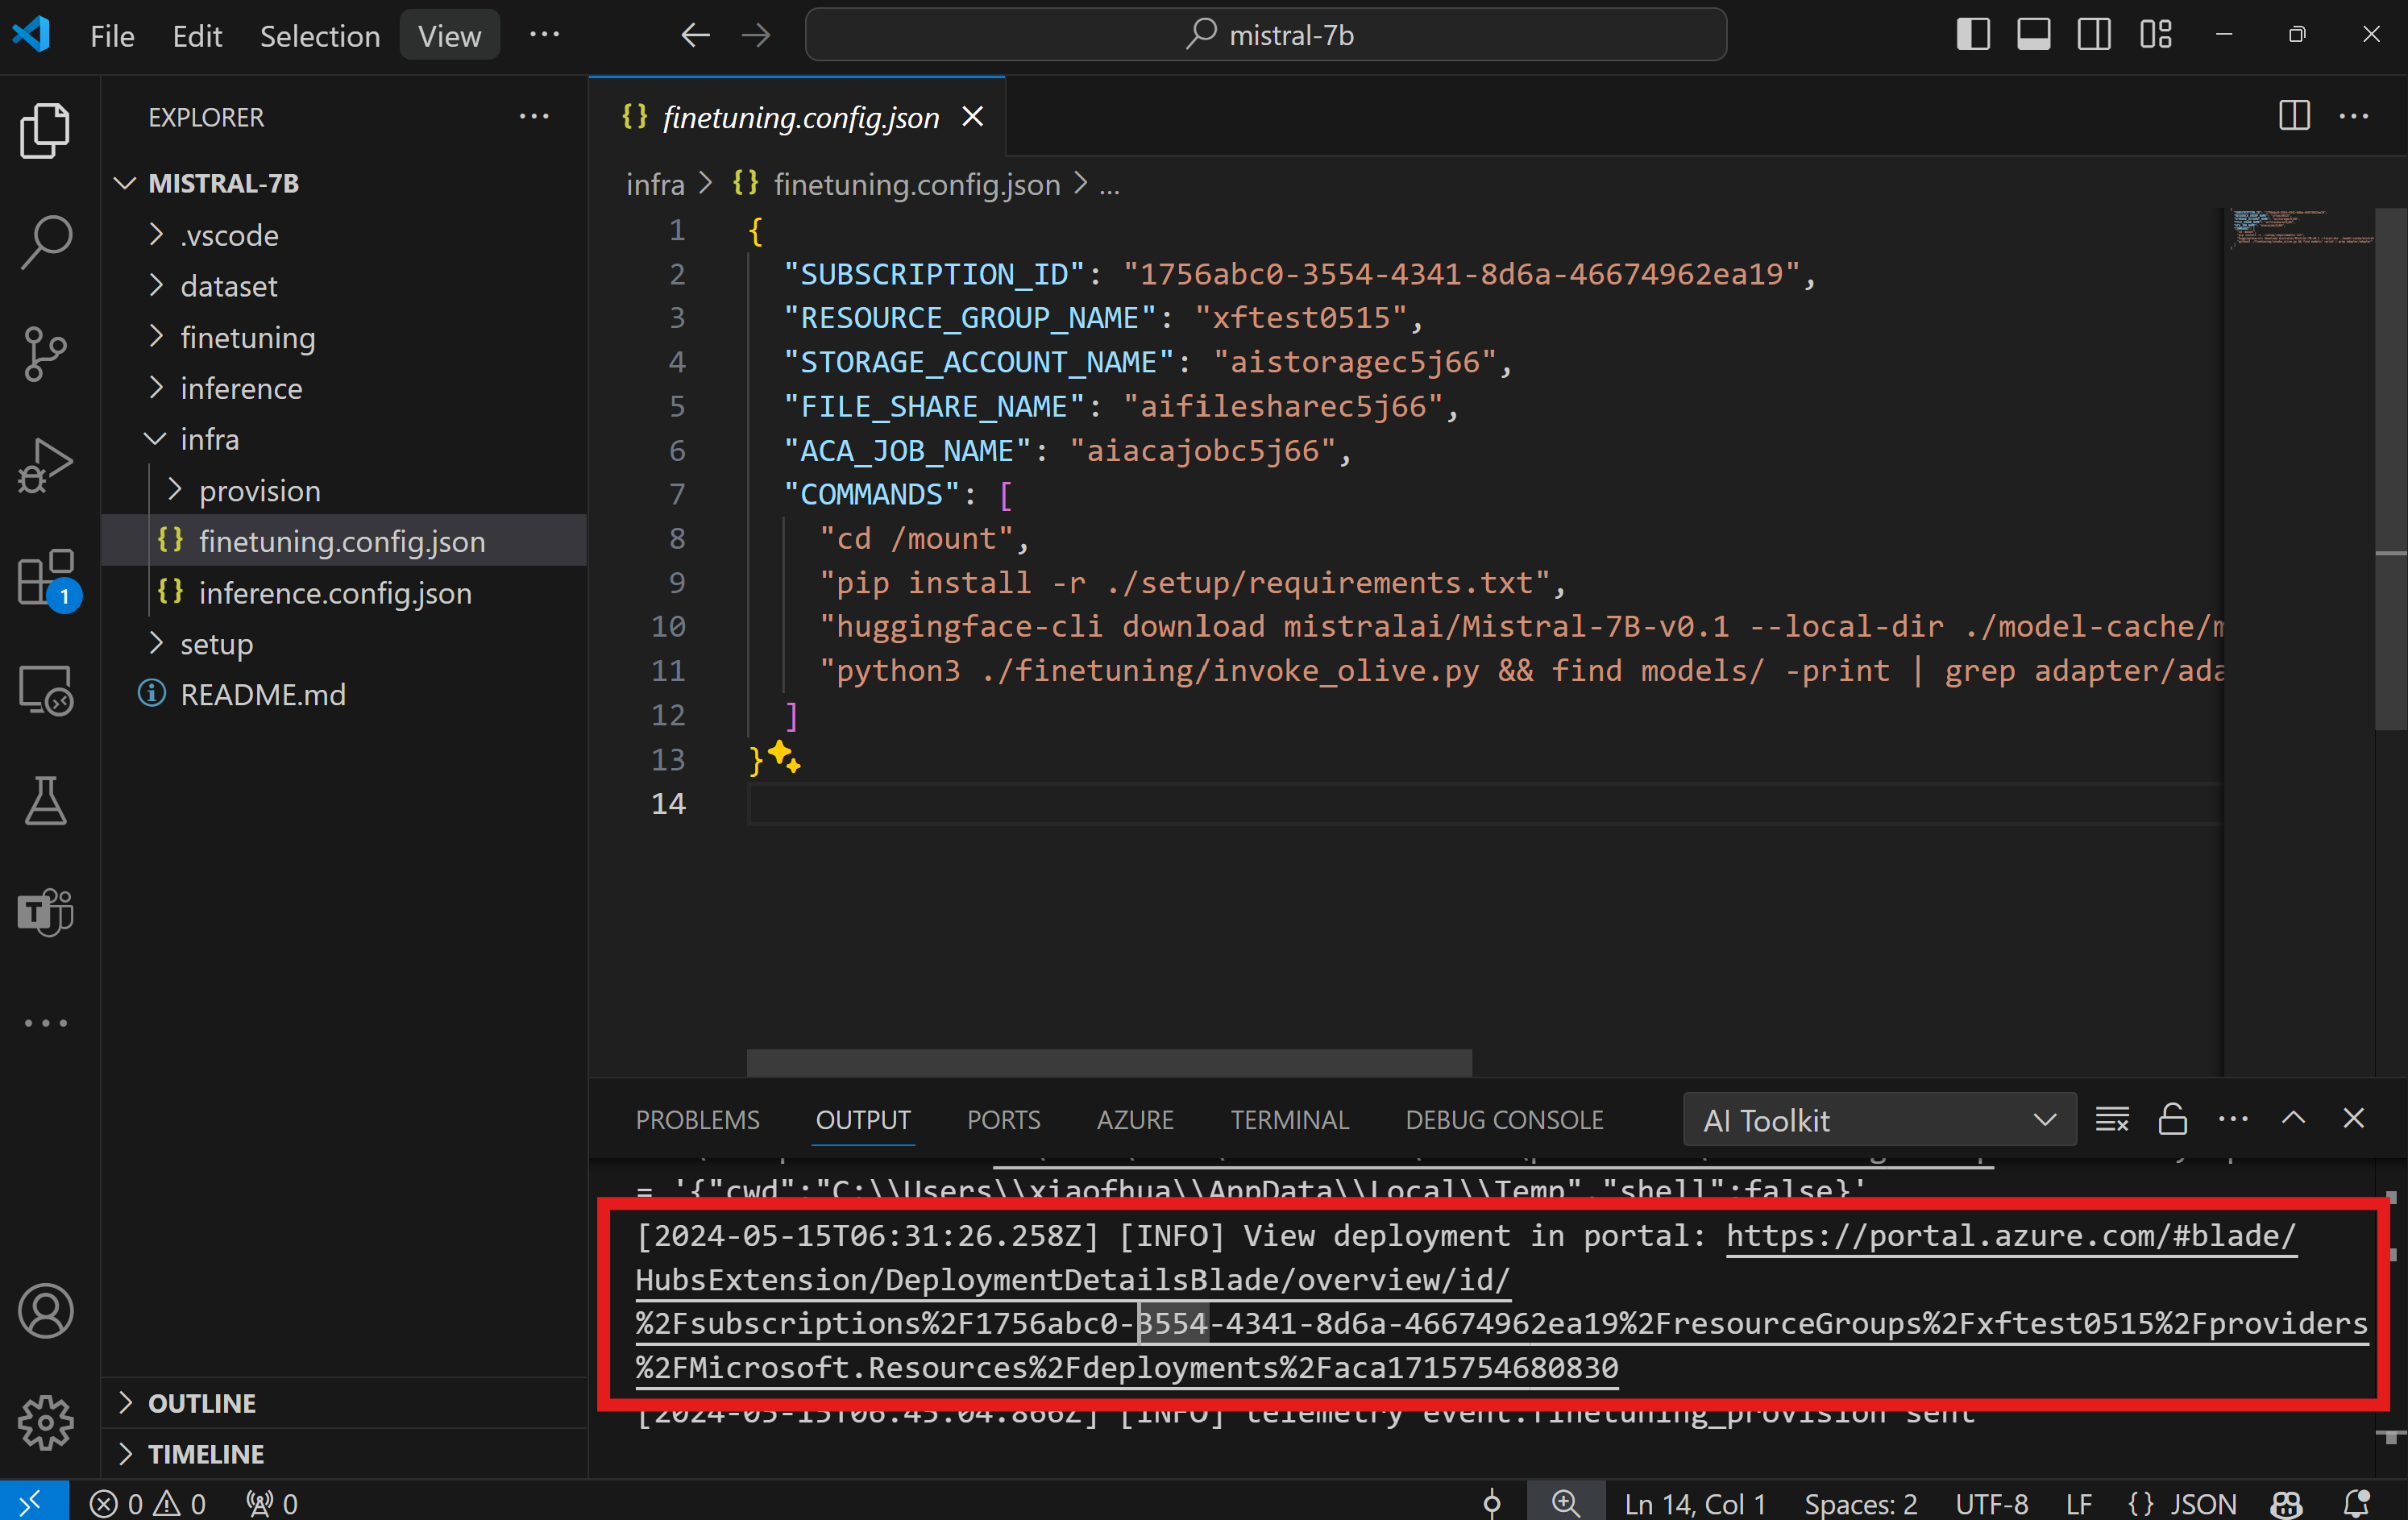 File Edit Selection View ··· mistral-7b
EXPLORER
MISTRAL-7B
.vscode
dataset
finetuning
inference
infra
provision
{} finetuning.config.json
{} inference.config.json
setup
README.md
OUTLINE
TIMELINE
{} finetuning.config.json
infra > {} finetuning.config.json > ...
1 {
2 "SUBSCRIPTION_ID": "1756abc0-3554-4341-8d6a-46674962ea19",
3 "RESOURCE_GROUP_NAME": "xftest0515",
4 "STORAGE_ACCOUNT_NAME": "aistoragec5j66",
5 "FILE_SHARE_NAME": "aifilesharec5j66",
6 "ACA_JOB_NAME": "aiacajobc5j66",
7 "COMMANDS": [
8 "cd /mount",
9 "pip install -r ./setup/requirements.txt",
10 "huggingface-cli download mistralai/Mistral-7B-v0.1 --local-dir ./model-cache/m
11 "python3 ./finetuning/invoke_olive.py && find models/ -print | grep adapter/ada
12 ]
13 }
14
PROBLEMS OUTPUT PORTS AZURE TERMINAL DEBUG CONSOLE AI Toolkit
= '{"cwd":"C:\\Users\\xiaofhua\\AppData\\Local\\Temp","shell":false}'
[2024-05-15T06:31:26.258Z] [INFO] View deployment in portal: https://portal.azure.com/#blade/
HubsExtension/DeploymentDetailsBlade/overview/id/
%2Fsubscriptions%2F1756abc0-3554-4341-8d6a-46674962ea19%2FresourceGroups%2Fxftest0515%2Fproviders
%2FMicrosoft.Resources%2Fdeployments%2Faca1715754680830
[2024-05-15T06:45:04.866Z] [INFO] telemetry event:finetuning_provision sent
1
T
0 0 0 Ln 14, Col 1 Spaces: 2 UTF-8 LF {} JSON